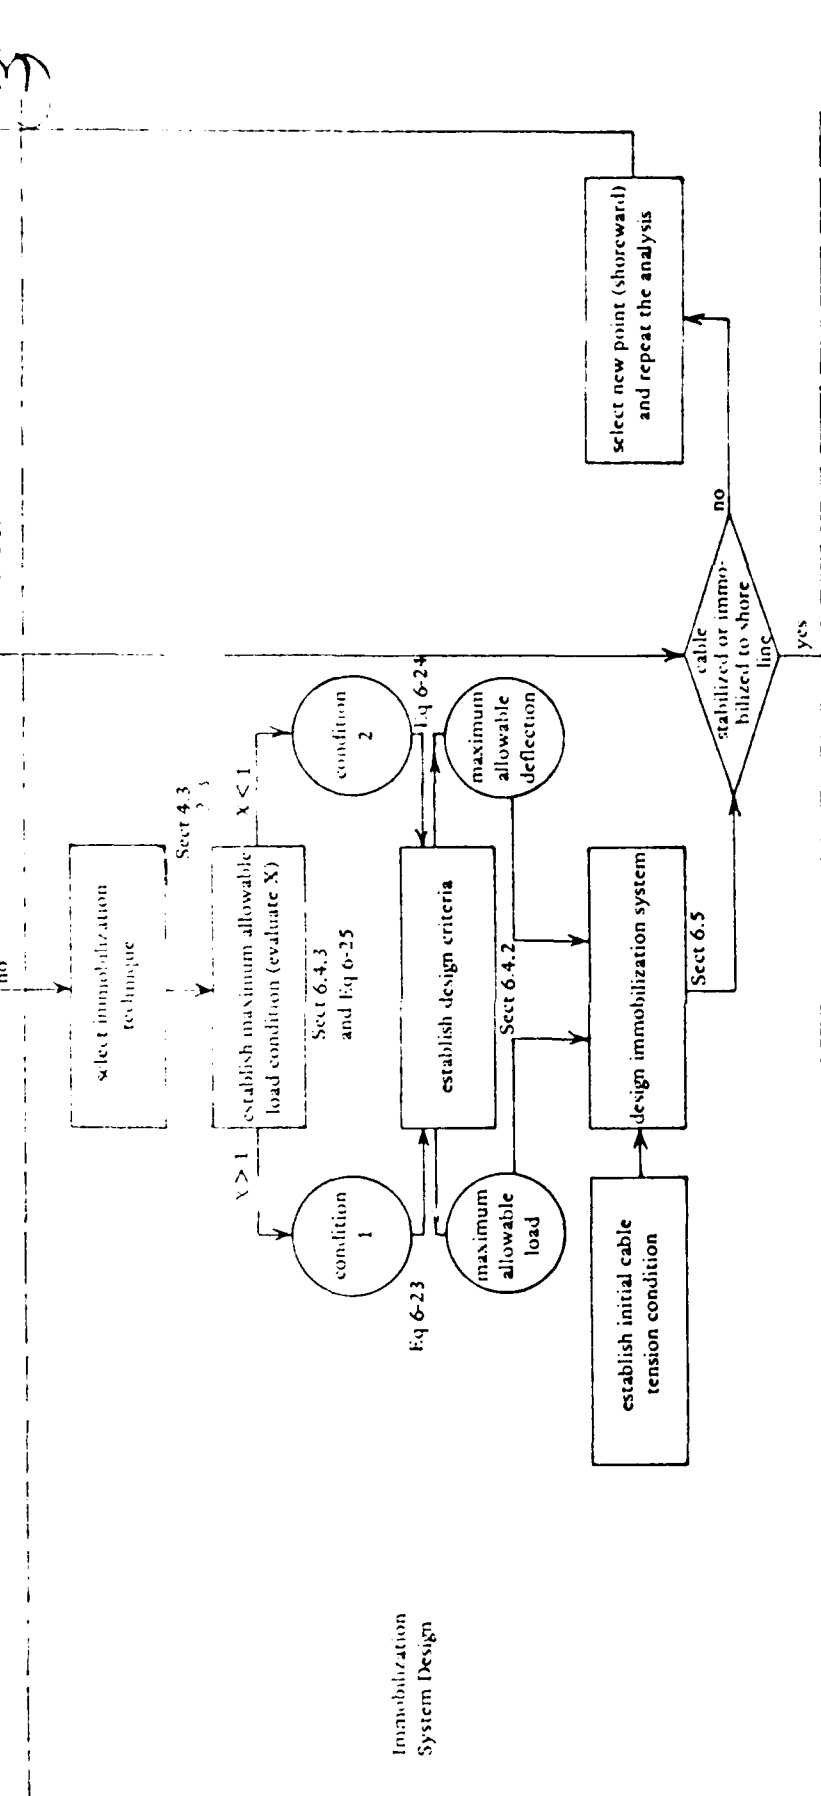 no
select immobilization
technique
Sect 4.3
establish maximum allowable
load condition (evaluate X)
X > 1
X < 1
Sect 6.4.3
and Eq 6-25
condition
1
condition
2
Eq 6-23
Eq 6-24
establish design criteria
Sect 6.4.2
maximum
allowable
load
maximum
allowable
deflection
establish initial cable
tension condition
design immobilization system
Sect 6.5
cable
stabilized or immo-
bilized to shore
line
no
yes
select new point (shoreward)
and repeat the analysis
Immobilization
System Design